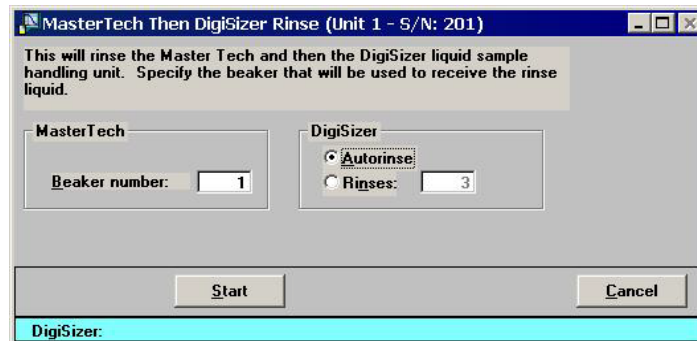 MasterTech Then DigiSizer Rinse (Unit 1 - S/N: 201)
This will rinse the Master Tech and then the DigiSizer liquid sample
handling unit. Specify the beaker that will be used to receive the rinse
liquid.
MasterTech
Beaker number: 1
DigiSizer
Autorinse
Rinses: 3
Start
Cancel
DigiSizer: